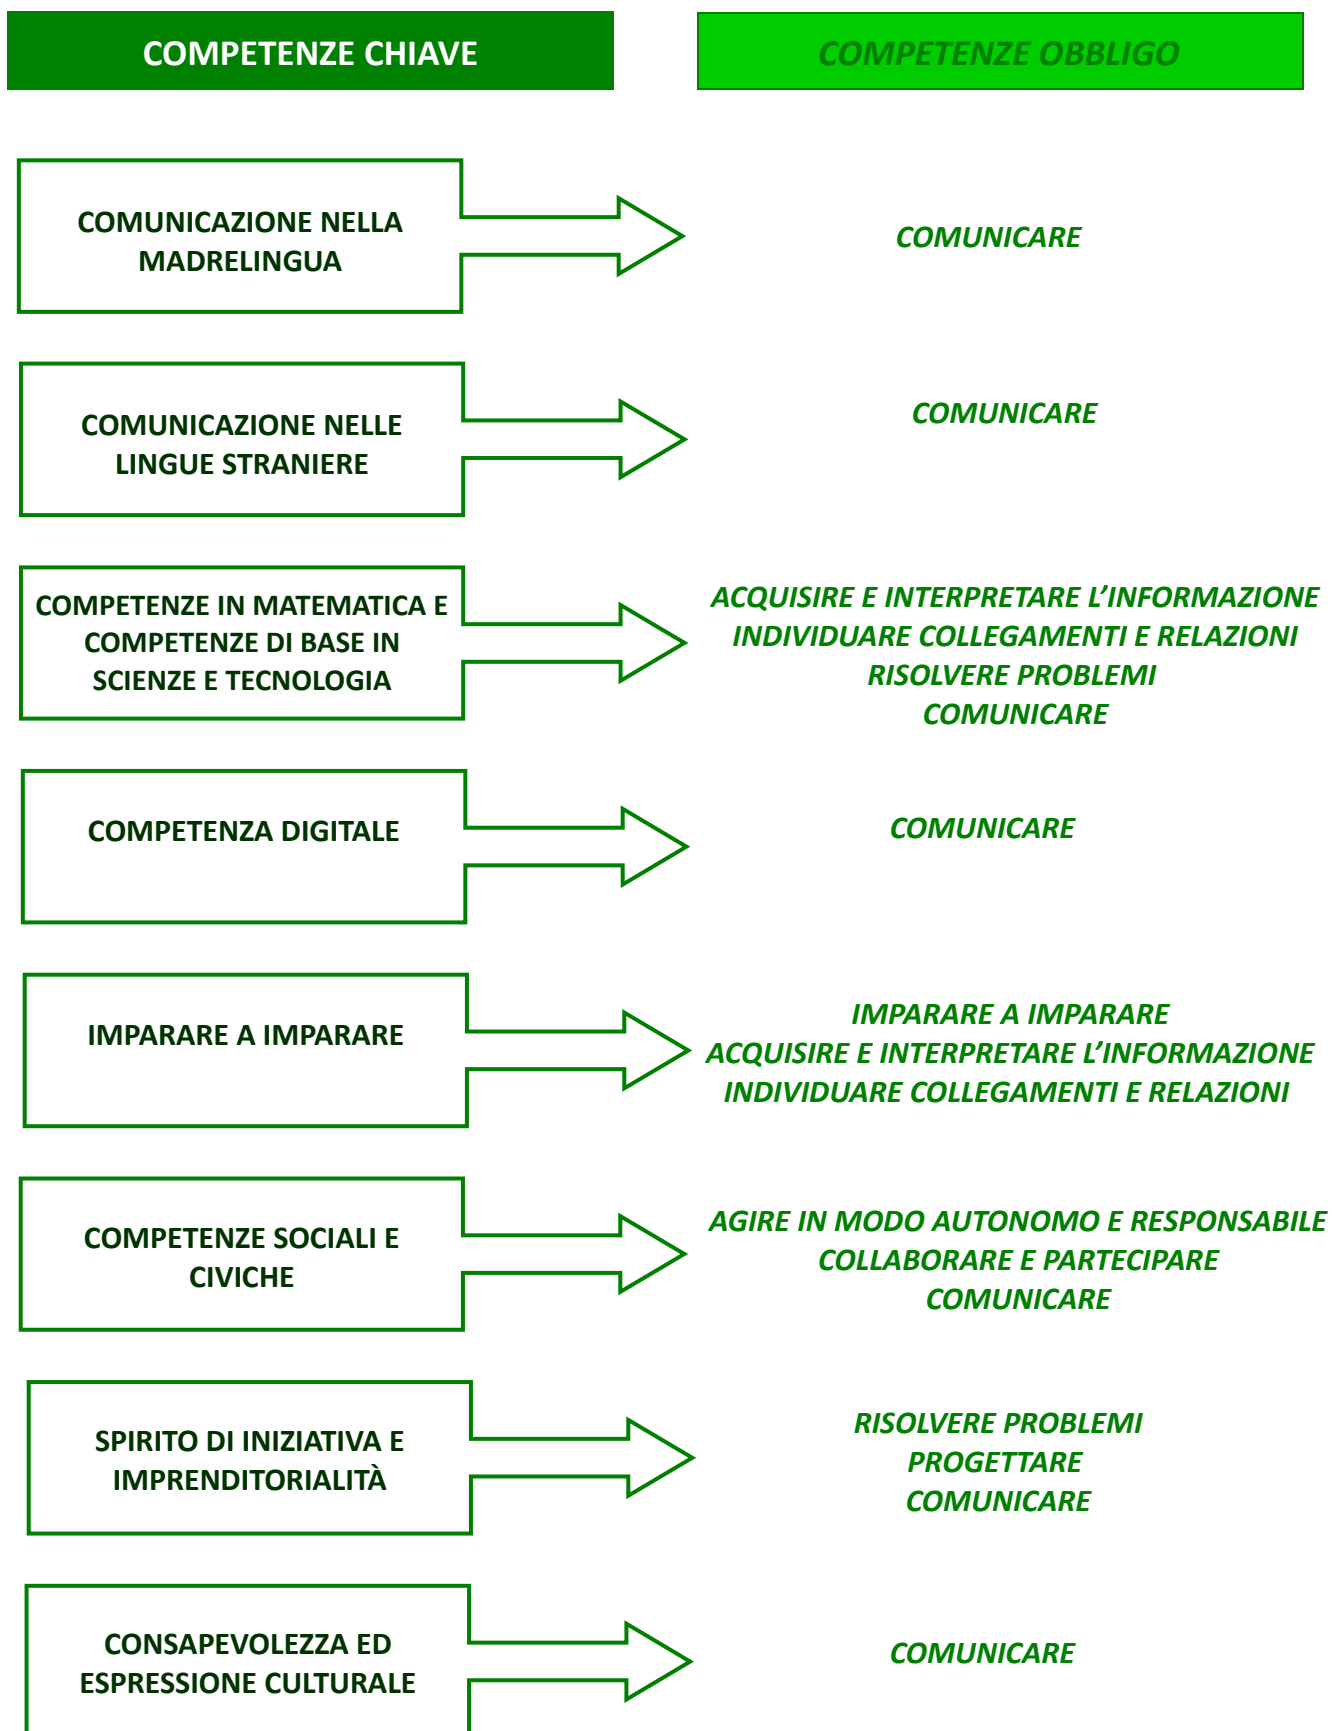 COMPETENZE CHIAVE
COMPETENZE OBBLIGO
COMUNICAZIONE NELLA
MADRELINGUA
COMUNICARE
COMUNICAZIONE NELLE
LINGUE STRANIERE
COMUNICARE
COMPETENZE IN MATEMATICA E
COMPETENZE DI BASE IN
SCIENZE E TECNOLOGIA
ACQUISIRE E INTERPRETARE L’INFORMAZIONE
INDIVIDUARE COLLEGAMENTI E RELAZIONI
RISOLVERE PROBLEMI
COMUNICARE
COMPETENZA DIGITALE
COMUNICARE
IMPARARE A IMPARARE
IMPARARE A IMPARARE
ACQUISIRE E INTERPRETARE L’INFORMAZIONE
INDIVIDUARE COLLEGAMENTI E RELAZIONI
COMPETENZE SOCIALI E
CIVICHE
AGIRE IN MODO AUTONOMO E RESPONSABILE
COLLABORARE E PARTECIPARE
COMUNICARE
SPIRITO DI INIZIATIVA E
IMPRENDITORIALITÀ
RISOLVERE PROBLEMI
PROGETTARE
COMUNICARE
CONSAPEVOLEZZA ED
ESPRESSIONE CULTURALE
COMUNICARE